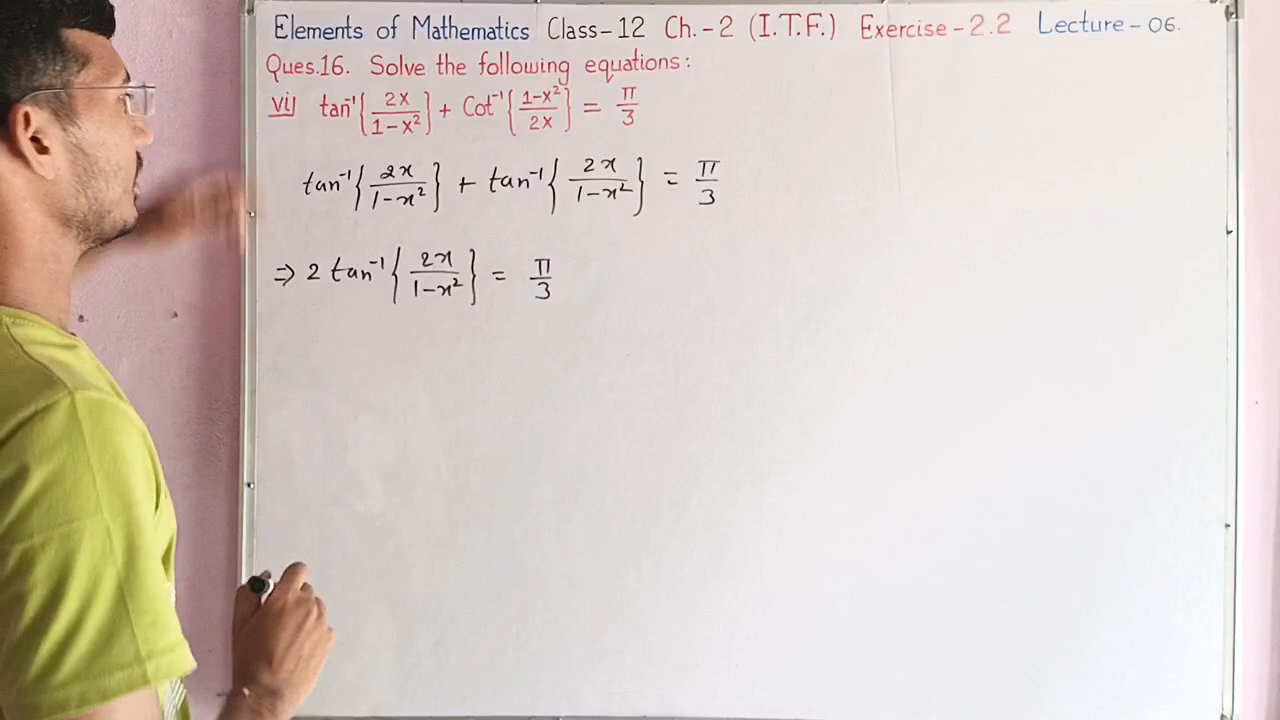 Elements of Mathematics Class-12 Ch.-2 (I.T.F.) Exercise-2.2 Lecture-06.
Ques.16. Solve the following equations:
vi) tan⁻¹{2x/(1-x²)} + Cot⁻¹{(1-x²)/2x} = π/3
tan⁻¹{2x/(1-x²)} + tan⁻¹{2x/(1-x²)} = π/3
⇒ 2 tan⁻¹{2x/(1-x²)} = π/3